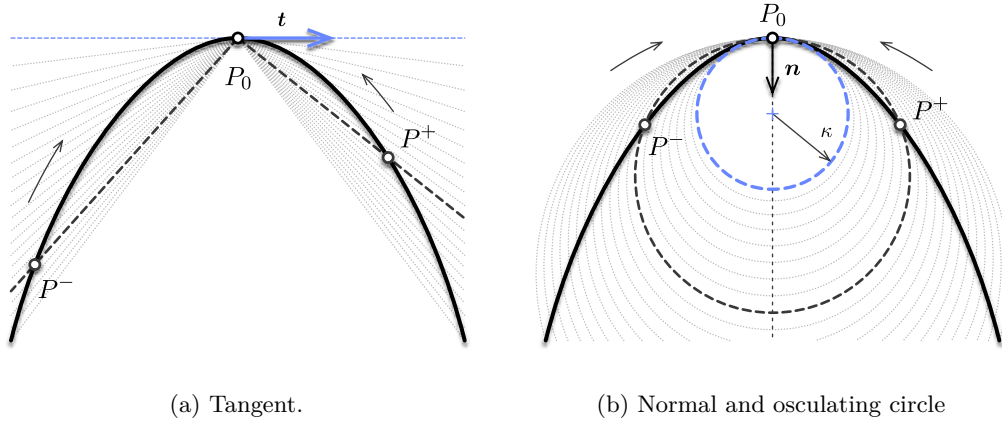 t
P0
P+
P−
(a) Tangent.
P0
n
P+
P−
κ
(b) Normal and osculating circle